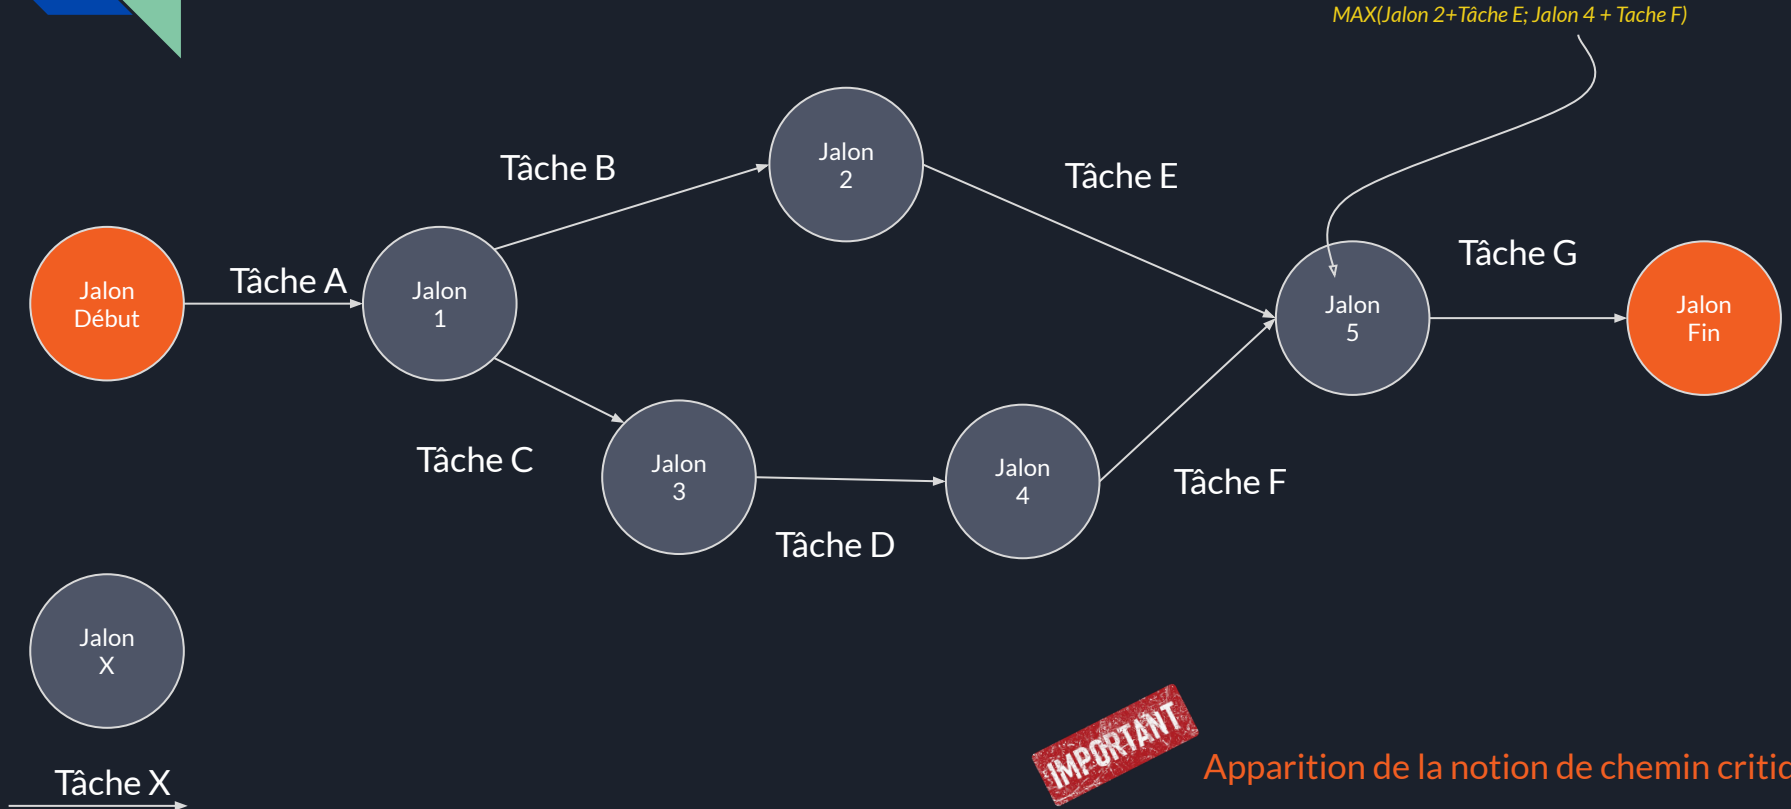 MAX(Jalon 2+Tâche E; Jalon 4 + Tache F)
Jalon
2
Tâche B
Tâche E
Tâche A
Jalon
Début
Jalon
1
Tâche G
Jalon
5
Jalon
Fin
Tâche C
Jalon
3
Jalon
4
Tâche F
Tâche D
Jalon
X
Tâche X
IMPORTANT
Apparition de la notion de chemin